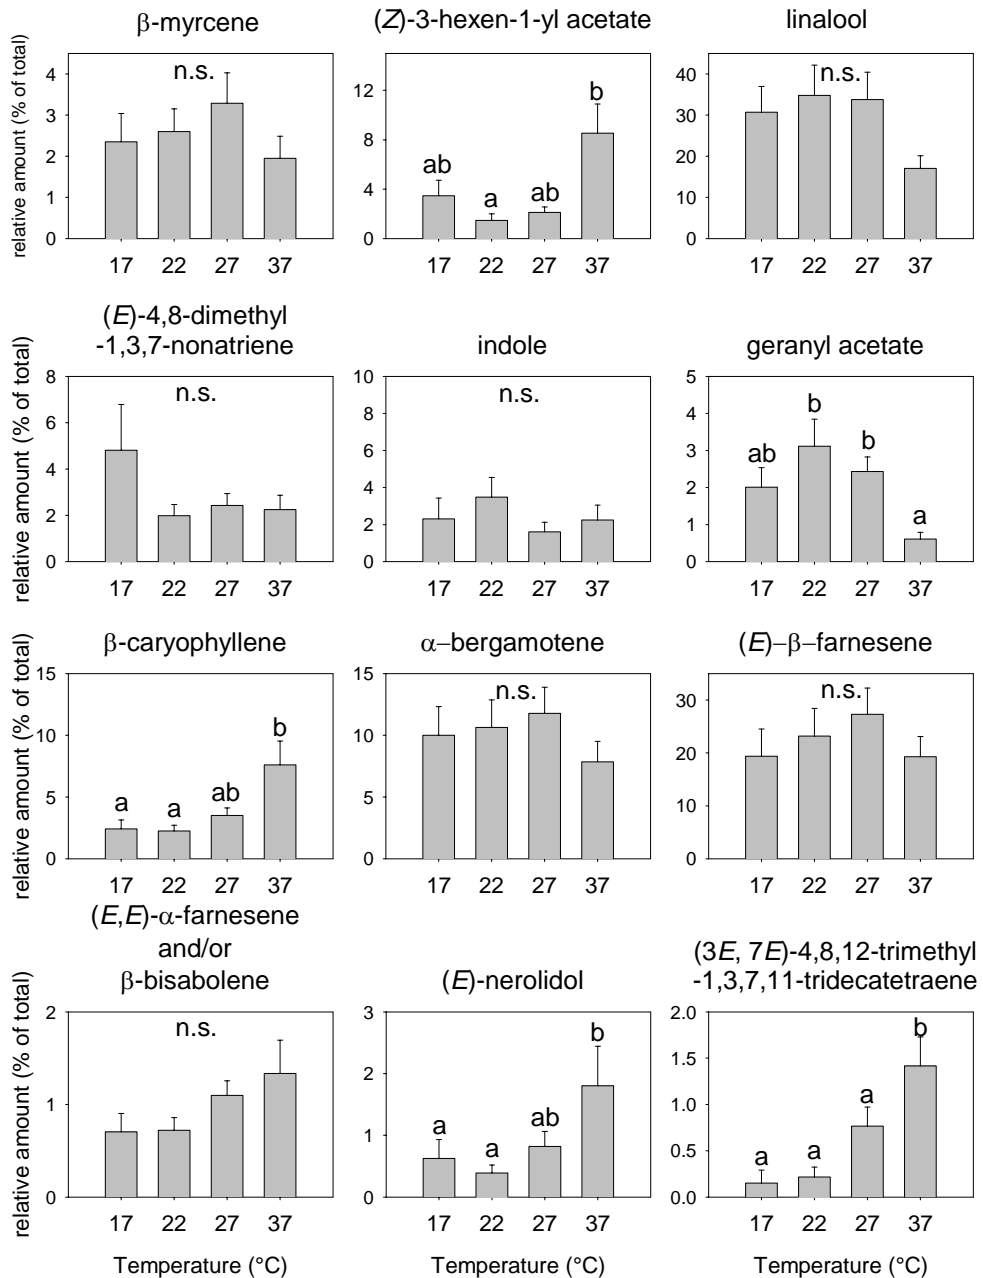 β-myrcene
(Z)-3-hexen-1-yl acetate
linalool
relative amount (% of total)
4
3
2
1
0
n.s.
17 22 27 37
12
8
4
0
ab
a
ab
b
17 22 27 37
40
30
20
10
0
n.s.
17 22 27 37
(E)-4,8-dimethyl
-1,3,7-nonatriene
indole
geranyl acetate
relative amount (% of total)
8
6
4
2
0
n.s.
17 22 27 37
10
8
6
4
2
0
n.s.
17 22 27 37
5
4
3
2
1
0
ab
b
b
a
17 22 27 37
β-caryophyllene
α–bergamotene
(E)–β–farnesene
relative amount (% of total)
15
10
5
0
a
a
ab
b
17 22 27 37
15
10
5
0
n.s.
17 22 27 37
30
20
10
0
n.s.
17 22 27 37
(E,E)-α-farnesene
and/or
β-bisabolene
(E)-nerolidol
(3E, 7E)-4,8,12-trimethyl
-1,3,7,11-tridecatetraene
relative amount (% of total)
2
1
0
n.s.
17 22 27 37
Temperature (°C)
3
2
1
0
a
a
ab
b
17 22 27 37
Temperature (°C)
2.0
1.5
1.0
0.5
0.0
a
a
a
b
17 22 27 37
Temperature (°C)